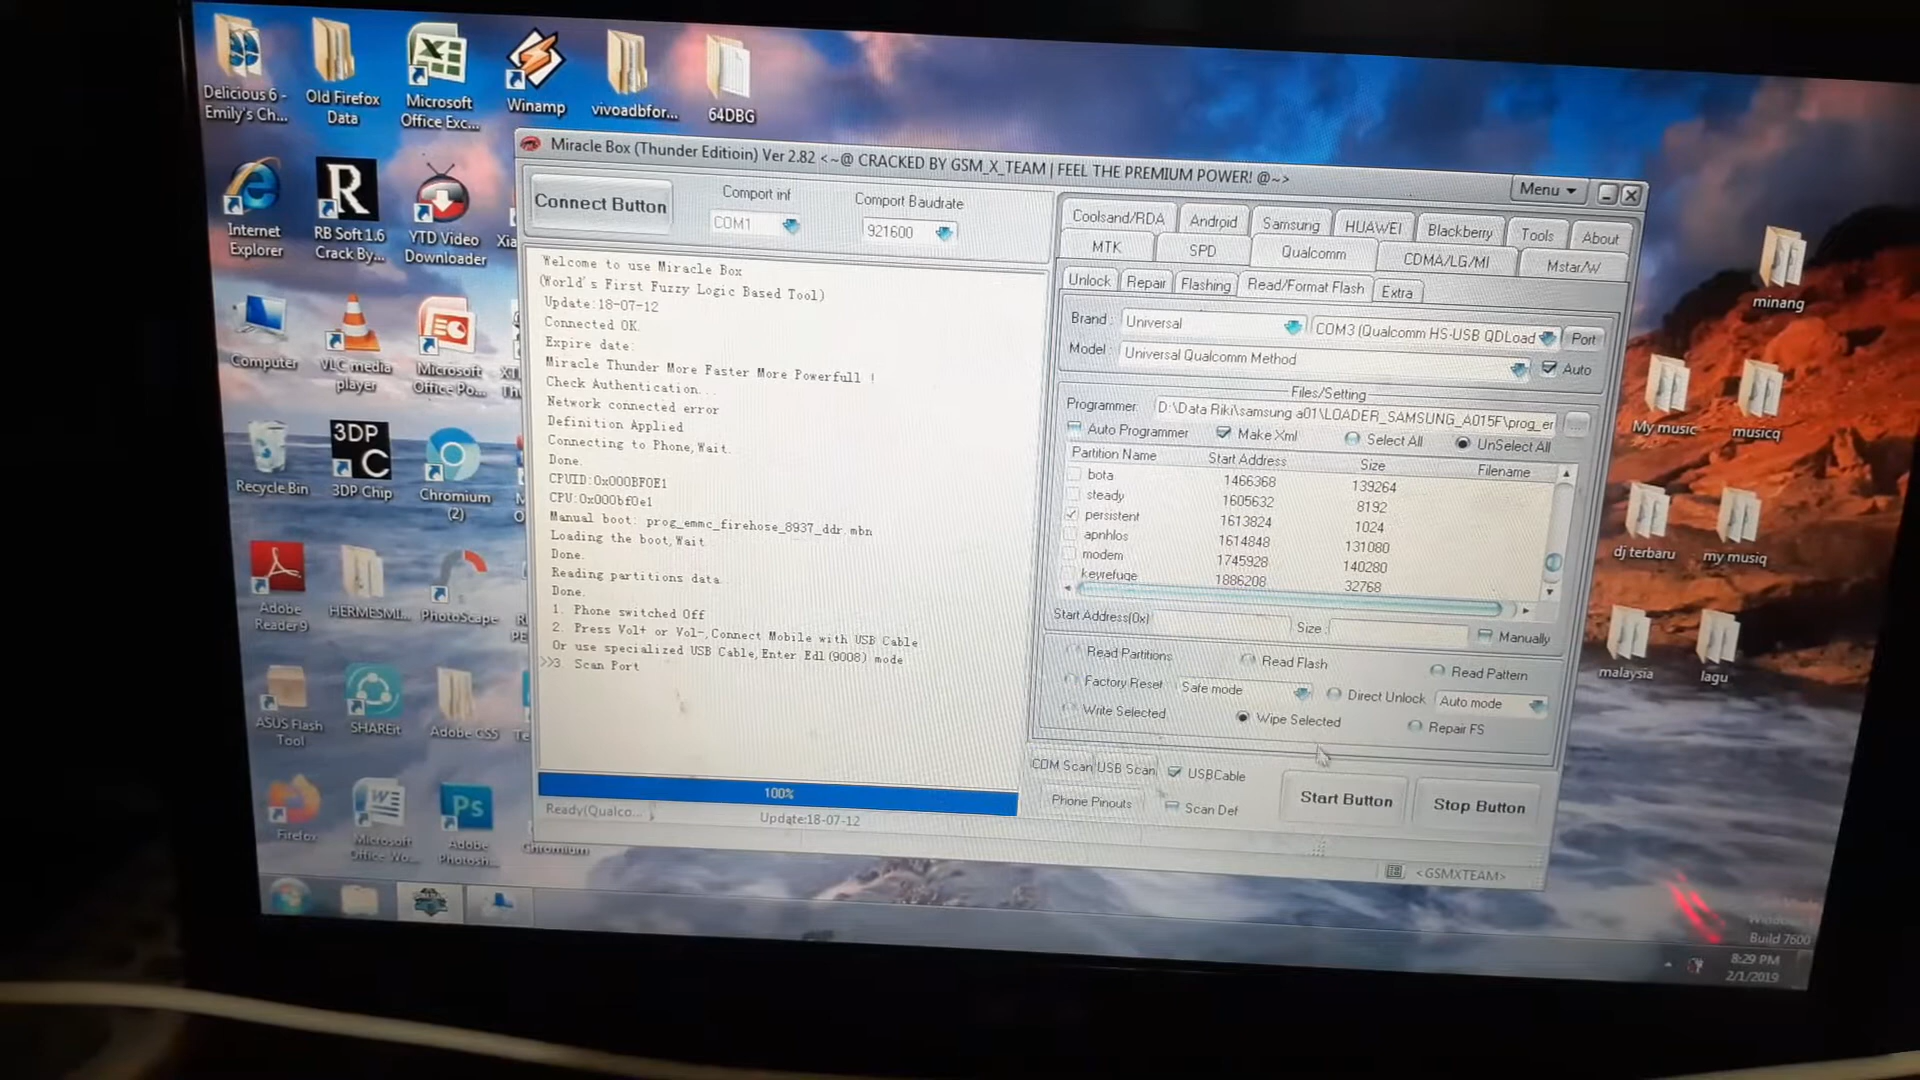 Delicious 6 -
Emily's Ch...
Old Firefox
Data
Microsoft
Office Exc...
Winamp
vivoadbfor...
64DBG
Internet
Explorer
RB Soft 1.6
Crack By...
YTD Video
Downloader
Computer
VLC media
player
Microsoft
Office Po...
Recycle Bin
3DP
C
3DP Chip
Chromium
(2)
Adobe
Reader 9
HERMESMI...
PhotoScape
ASUS Flash
Tool
SHAREit
Adobe CS5
Firefox
Microsoft
Office Wo...
Ps
Adobe
Photosh...
Chromium
Miracle Box (Thunder Editioin) Ver 2.82 <~@ CRACKED BY GSM_X_TEAM | FEEL THE PREMIUM POWER! @~>
Menu
Connect Button
Comport inf
COM1
Comport Baudrate
921600
Welcome to use Miracle Box
(World's First Fuzzy Logic Based Tool)
Update:18-07-12
Connected OK.
Expire date:
Miracle Thunder More Faster More Powerfull !
Check Authentication...
Network connected error
Definition Applied
Connecting to Phone,Wait.
Done.
CPUID:0x000BF0E1
CPU:0x000bf0e1
Manual boot: prog_emmc_firehose_8937_ddr.mbn
Loading the boot,Wait
Done.
Reading partitions data
Done.
1. Phone switched Off
2. Press Vol+ or Vol-,Connect Mobile with USB Cable
Or use specialized USB Cable,Enter Edl(9008) mode
>>3. Scan Port
100%
Ready(Qualco...
Update:18-07-12
Coolsand/RDA Android Samsung HUAWEI Blackberry Tools About
MTK SPD Qualcomm CDMA/LG/MI Mstar/W
Unlock Repair Flashing Read/Format Flash Extra
Brand: Universal COM3 (Qualcomm HS-USB QDLoad Port
Model: Universal Qualcomm Method Auto
Files/Setting
Programmer: D:\Data Riki\samsung a01\LOADER_SAMSUNG_A015F\prog_er ...
Auto Programmer Make Xml Select All UnSelect All
Partition Name Start Address Size Filename
bota 1466368 139264
steady 1605632 8192
persistent 1613824 1024
apnhlos 1614848 131080
modem 1745928 140280
keyrefuge 1886208 32768
Start Address(0x) Size: Manually
Read Partitions Read Flash Read Pattern
Factory Reset Safe mode Direct Unlock Auto mode
Write Selected Wipe Selected Repair FS
COM Scan USB Scan USBCable
Phone Pinouts Scan Def
Start Button
Stop Button
<GSMXTEAM>
minang
My music
musicq
dj terbaru
my musiq
malaysia
lagu
Build 7600
8:29 PM
2/1/2019